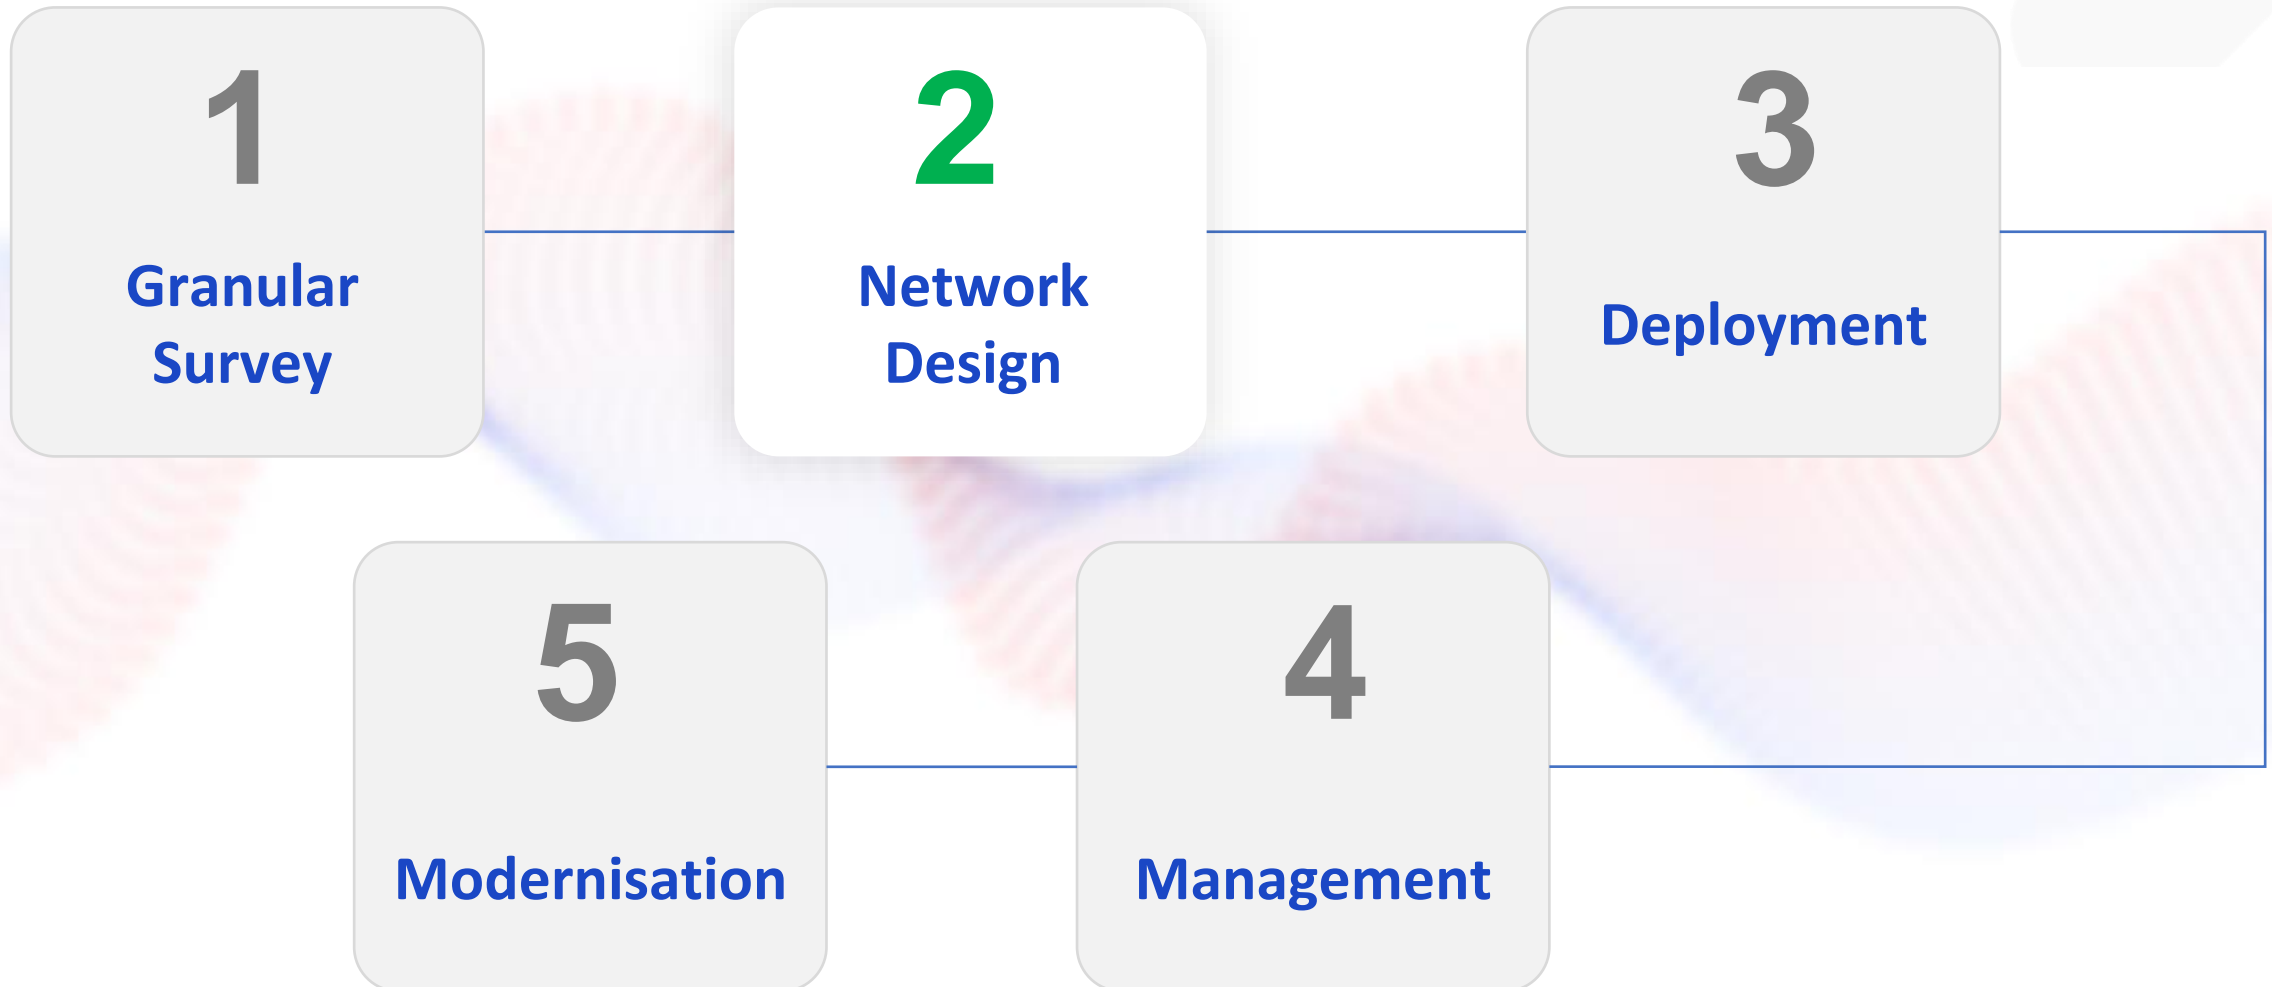 1
Granular
Survey
2
Network
Design
3
Deployment
5
Modernisation
4
Management